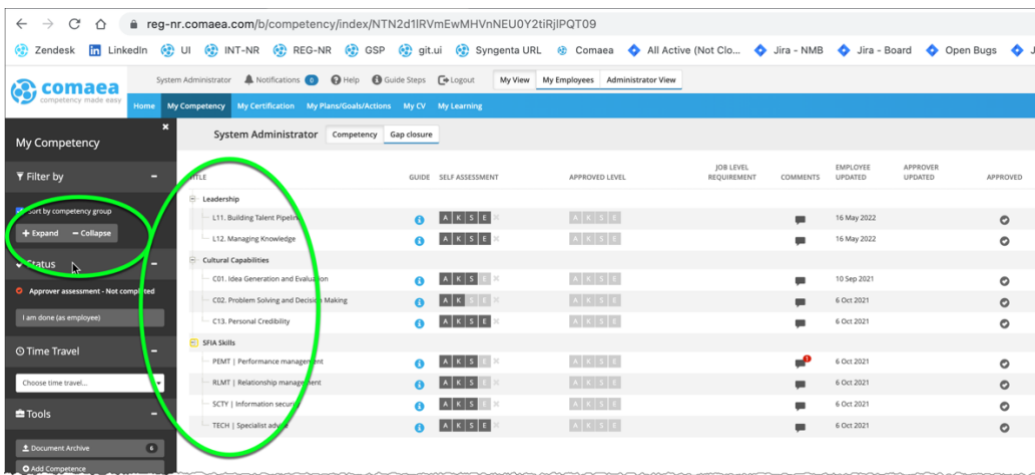 reg-nr.comaea.com/b/competency/index/NTN2d1lRVmEwMHVnNEU0Y2tiRjlPQT09
Zendesk LinkedIn UI INT-NR REG-NR GSP git.ui Syngenta URL Comaea All Active (Not Clo... Jira - NMB Jira - Board Open Bugs
comaea
competency made easy
System Administrator Notifications Help Guide Steps Logout My View My Employees Administrator View
Home My Competency My Certification My Plans/Goals/Actions My CV My Learning
My Competency
System Administrator Competency Gap closure
Filter by
Sort by competency group
+ Expand − Collapse
Status
Approver assessment - Not completed
I am done (as employee)
Time Travel
Choose time travel...
Tools
Document Archive 6
Add Competence
TITLE GUIDE SELF ASSESSMENT APPROVED LEVEL JOB LEVEL REQUIREMENT COMMENTS EMPLOYEE UPDATED APPROVER UPDATED APPROVED
Leadership
L11. Building Talent Pipeline A K S E A K S E 16 May 2022
L12. Managing Knowledge A K S E A K S E 16 May 2022
Cultural Capabilities
C01. Idea Generation and Evaluation A K S E A K S E 10 Sep 2021
C02. Problem Solving and Decision Making A K S E A K S E 6 Oct 2021
C13. Personal Credibility A K S E A K S E 6 Oct 2021
SFIA Skills
PEMT | Performance management A K S E A K S E 1 6 Oct 2021
RLMT | Relationship management A K S E A K S E 6 Oct 2021
SCTY | Information security A K S E A K S E 6 Oct 2021
TECH | Specialist advice A K S E A K S E 6 Oct 2021